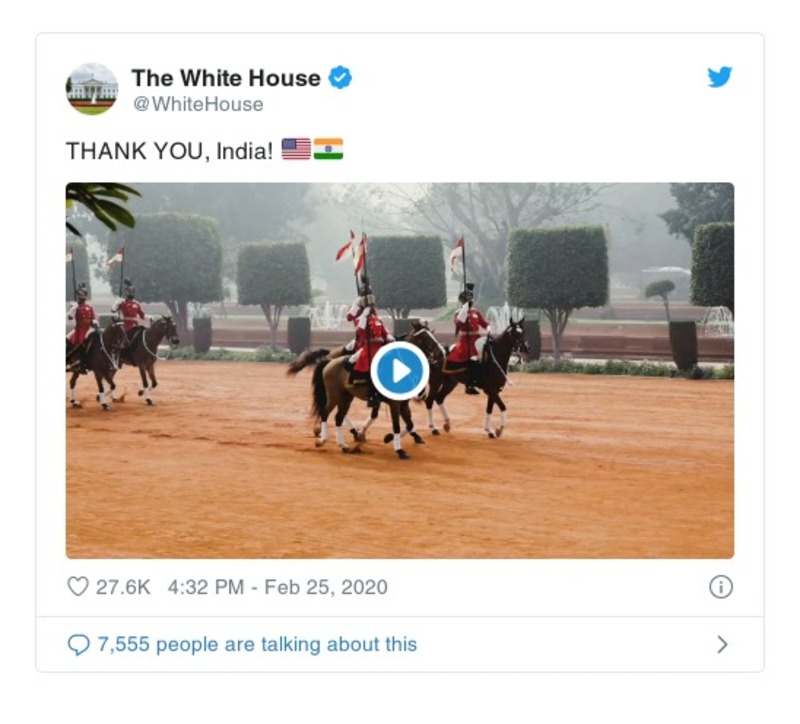 The White House
@WhiteHouse
THANK YOU, India! 🇺🇸🇮🇳
27.6K 4:32 PM - Feb 25, 2020
7,555 people are talking about this